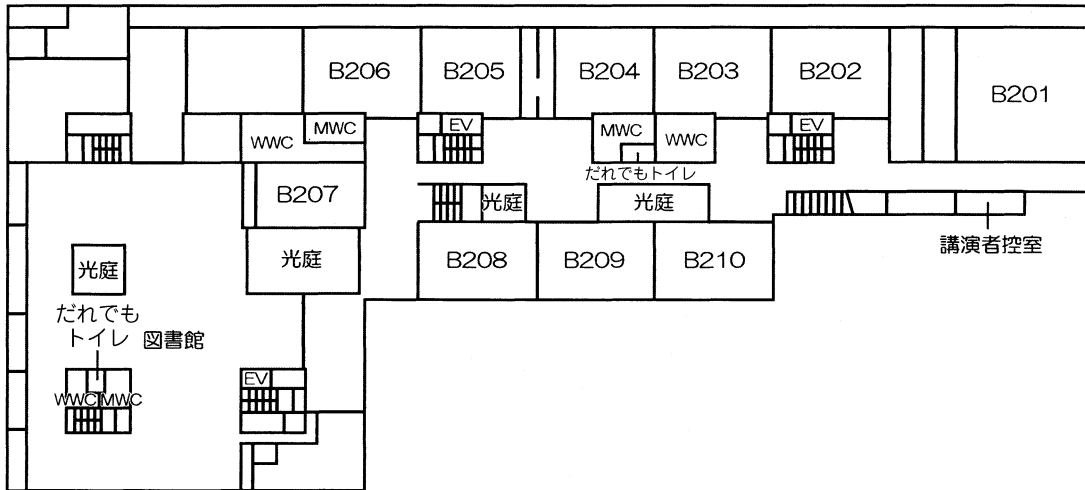 B206
B205
B204
B203
B202
B201
WWC
MWC
EV
MWC
WWC
EV
だれでもトイレ
B207
光庭
光庭
講演者控室
光庭
B208
B209
B210
光庭
だれでも
トイレ
図書館
EV
WWC
MWC